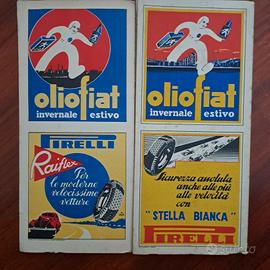 oliofiat
invernale estivo
PIRELLI
Raiflex
Per
le moderne
velocissime
vetture
oliofiat
invernale estivo
Sicurezza assoluta
anche alle più
alte velocità
con
"STELLA BIANCA"
PIRELLI